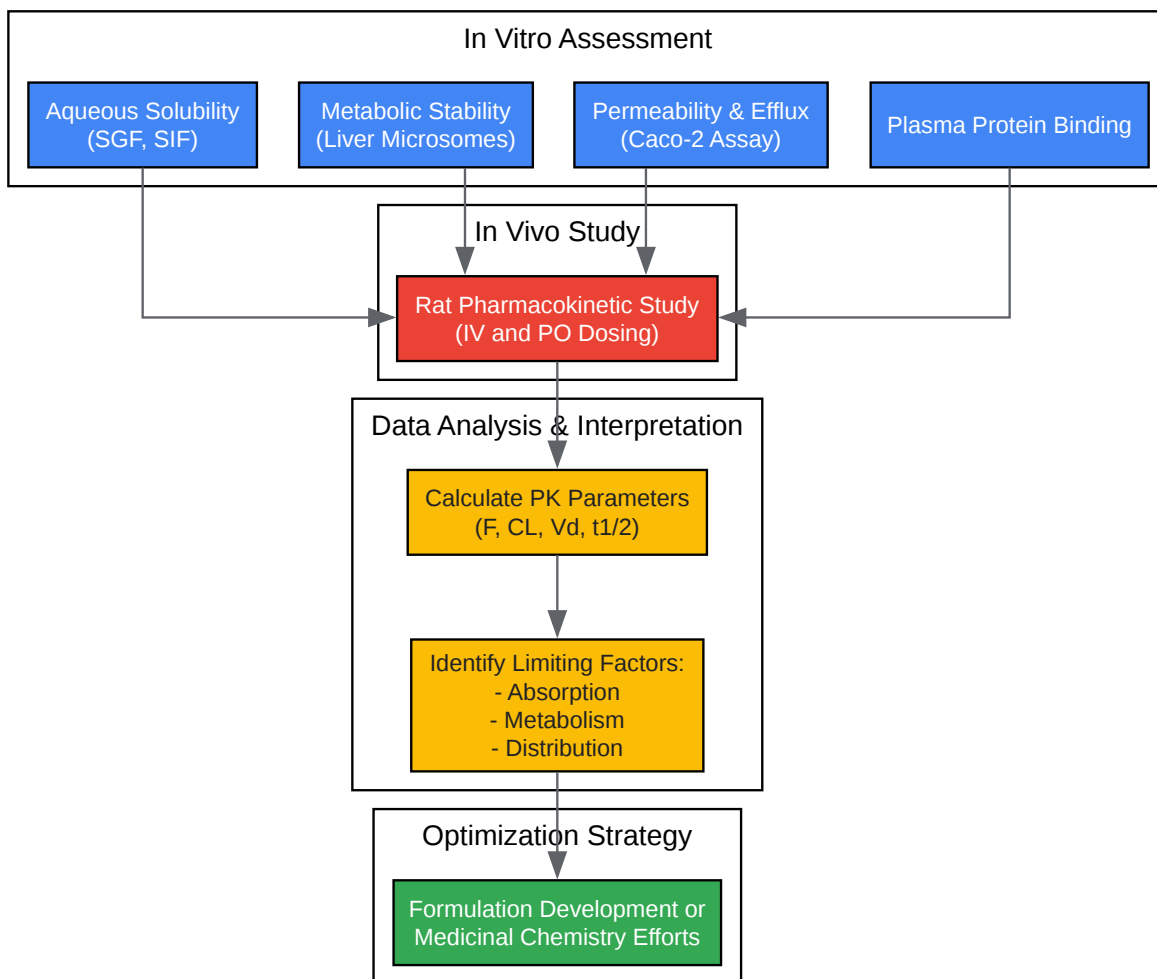 In Vitro Assessment
Aqueous Solubility
(SGF, SIF)
Metabolic Stability
(Liver Microsomes)
Permeability & Efflux
(Caco-2 Assay)
Plasma Protein Binding
In Vivo Study
Rat Pharmacokinetic Study
(IV and PO Dosing)
Data Analysis & Interpretation
Calculate PK Parameters
(F, CL, Vd, t1/2)
Identify Limiting Factors:
- Absorption
- Metabolism
- Distribution
Optimization Strategy
Formulation Development or
Medicinal Chemistry Efforts